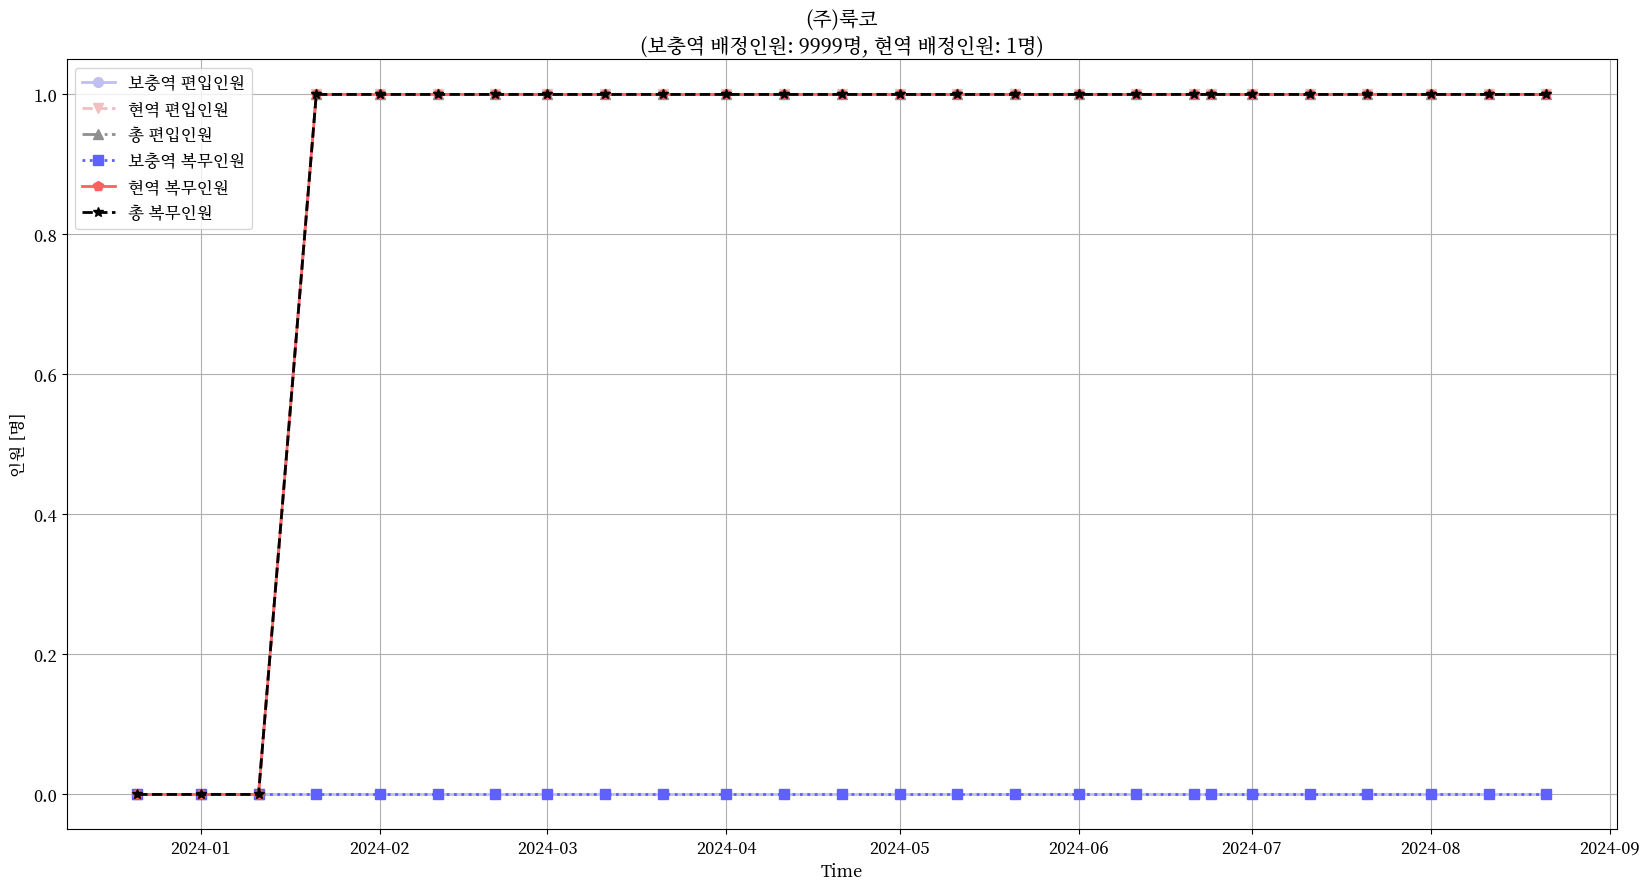 (주)룩코
(보충역 배정인원: 9999명, 현역 배정인원: 1명)
보충역 편입인원
현역 편입인원
총 편입인원
보충역 복무인원
현역 복무인원
총 복무인원
1.0
0.8
0.6
0.4
0.2
0.0
인원 [명]
2024-01 2024-02 2024-03 2024-04 2024-05 2024-06 2024-07 2024-08 2024-09
Time